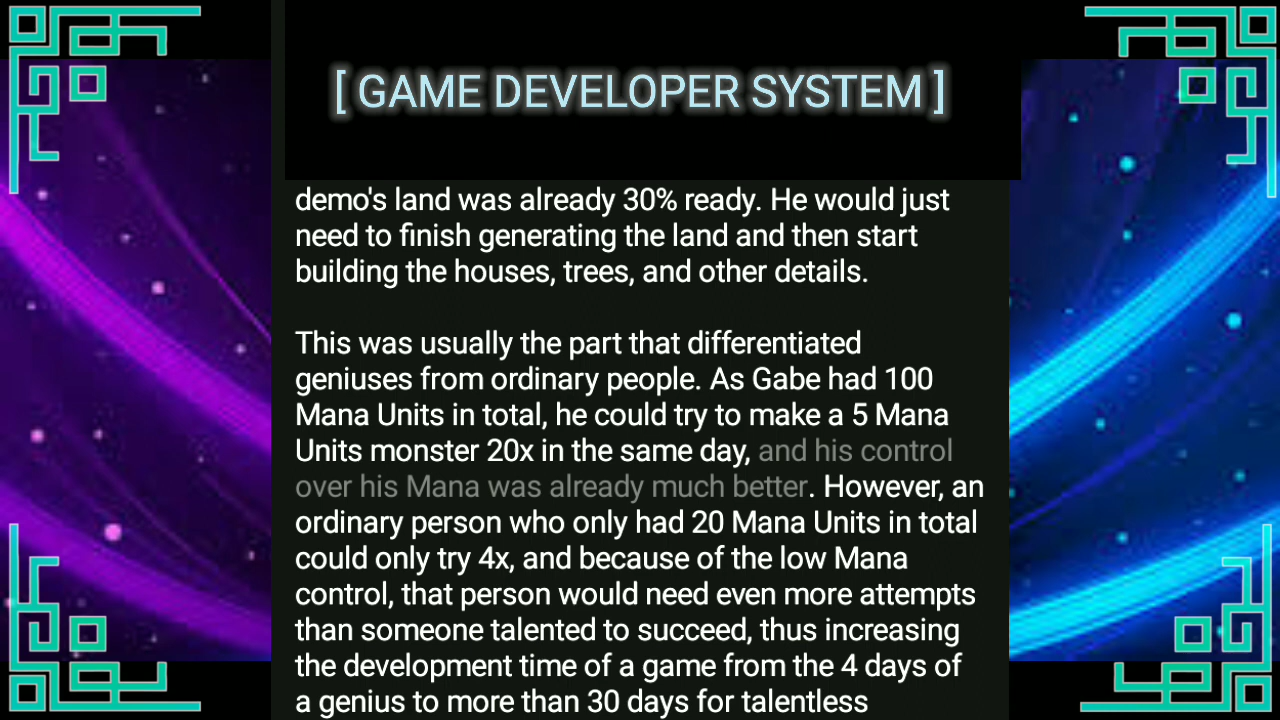 [ GAME DEVELOPER SYSTEM ]
demo's land was already 30% ready. He would just
need to finish generating the land and then start
building the houses, trees, and other details.
This was usually the part that differentiated
geniuses from ordinary people. As Gabe had 100
Mana Units in total, he could try to make a 5 Mana
Units monster 20x in the same day, and his control
over his Mana was already much better. However, an
ordinary person who only had 20 Mana Units in total
could only try 4x, and because of the low Mana
control, that person would need even more attempts
than someone talented to succeed, thus increasing
the development time of a game from the 4 days of
a genius to more than 30 days for talentless